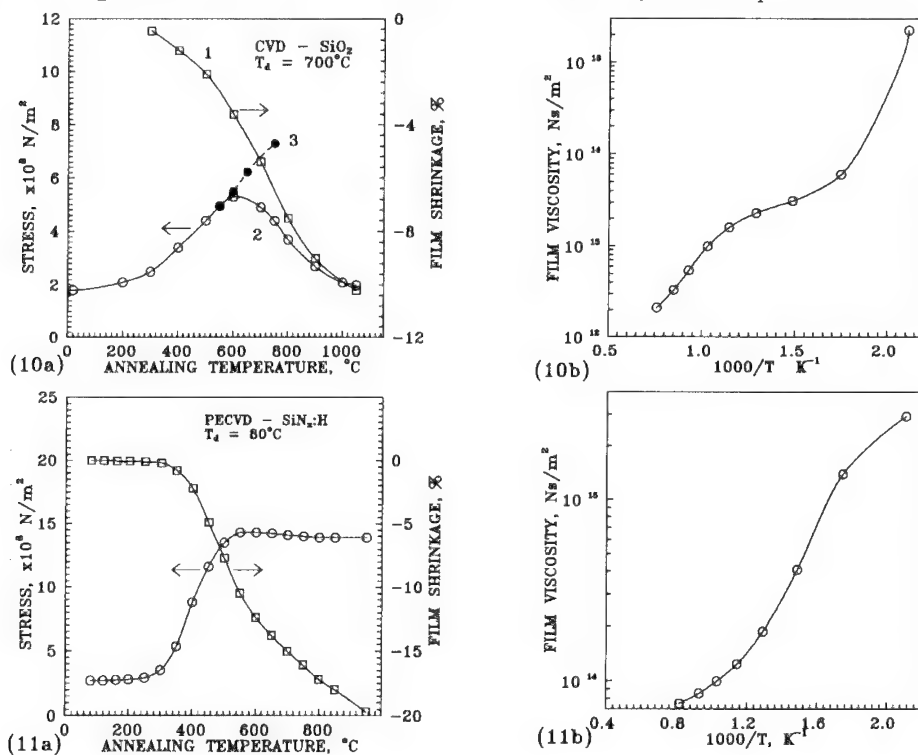 12
10
8
6
4
2
0
STRESS, x10⁸ N/m²
0
-4
-8
-12
FILM SHRINKAGE, %
CVD – SiO₂
T_d = 700°C
1
2
3
0 200 400 600 800 1000
(10a) ANNEALING TEMPERATURE, °C
FILM VISCOSITY, Ns/m²
10¹⁵
10¹⁴
10¹³
10¹²
0.5 1.0 1.5 2.0
(10b) 1000/T K⁻¹
25
20
15
10
5
0
STRESS, x10⁸ N/m²
0
-5
-10
-15
-20
FILM SHRINKAGE, %
PECVD – SiNₓ:H
T_d = 80°C
0 200 400 600 800
(11a) ANNEALING TEMPERATURE, °C
FILM VISCOSITY, Ns/m²
10¹⁵
10¹⁴
0.4 0.8 1.2 1.6 2.0
(11b) 1000/T, K⁻¹